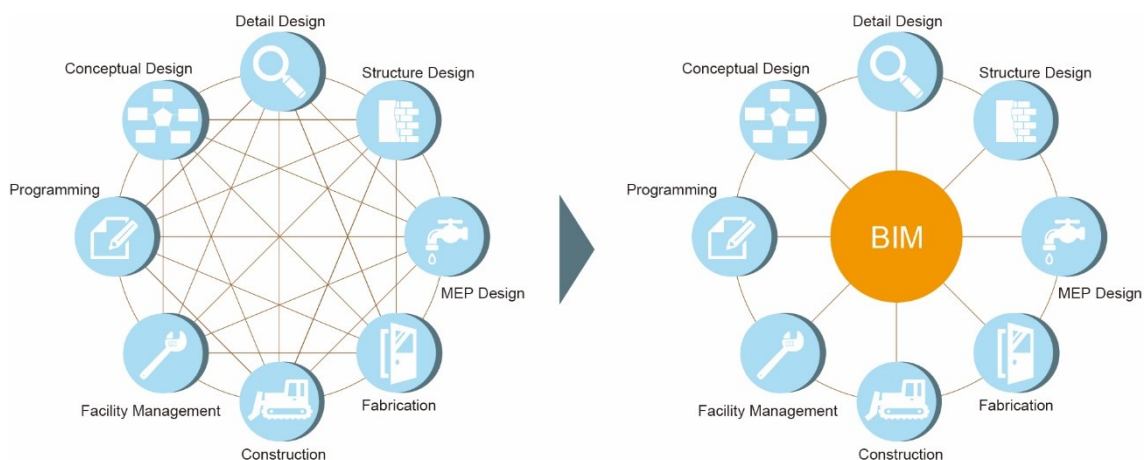 Detail Design
Conceptual Design
Structure Design
Programming
MEP Design
Facility Management
Fabrication
Construction
Detail Design
Conceptual Design
Structure Design
Programming
BIM
MEP Design
Facility Management
Fabrication
Construction